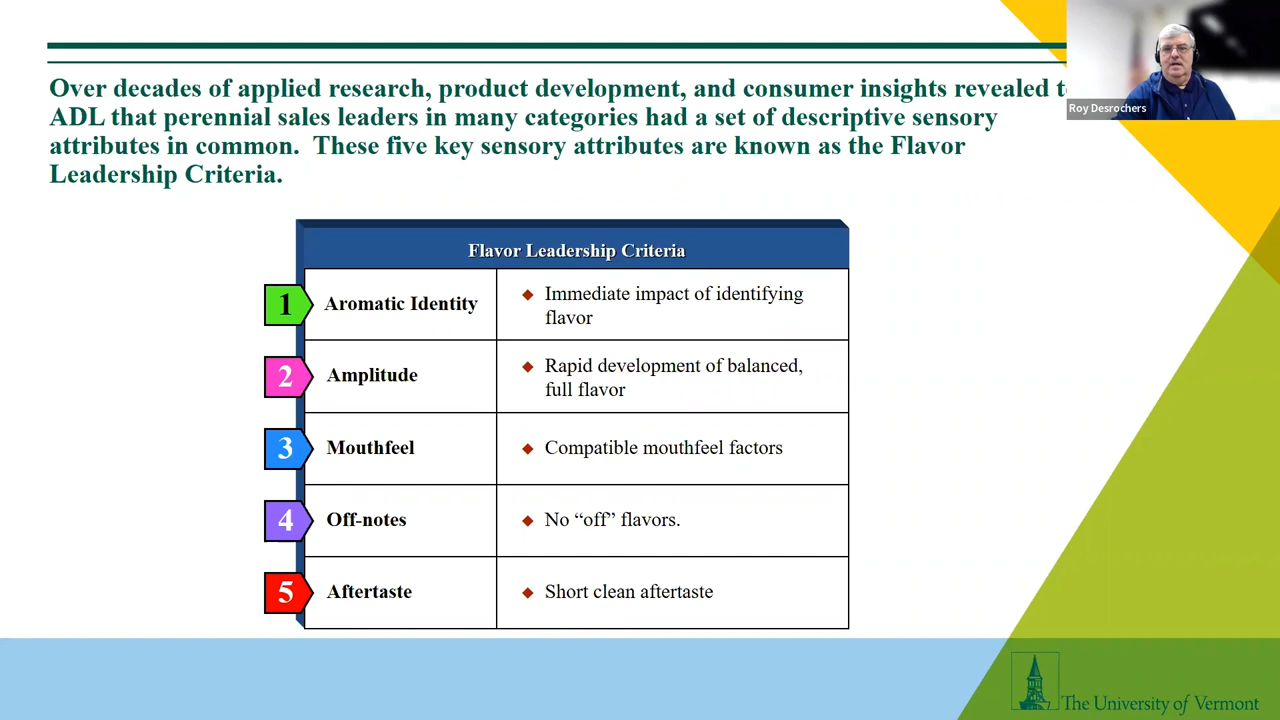 Over decades of applied research, product development, and consumer insights revealed
ADL that perennial sales leaders in many categories had a set of descriptive sensory
attributes in common. These five key sensory attributes are known as the Flavor
Leadership Criteria.
Roy Desrochers
Flavor Leadership Criteria
1 Aromatic Identity
◆ Immediate impact of identifying
flavor
2 Amplitude
◆ Rapid development of balanced,
full flavor
3 Mouthfeel
◆ Compatible mouthfeel factors
4 Off-notes
◆ No “off” flavors.
5 Aftertaste
◆ Short clean aftertaste
The University of Vermont